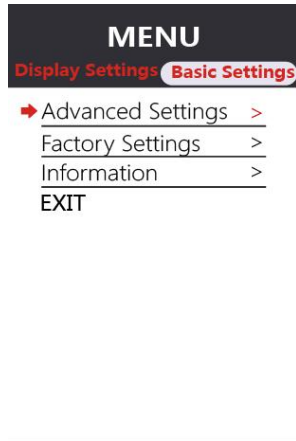 MENU
Display Settings Basic Settings
Advanced Settings >
Factory Settings >
Information >
EXIT